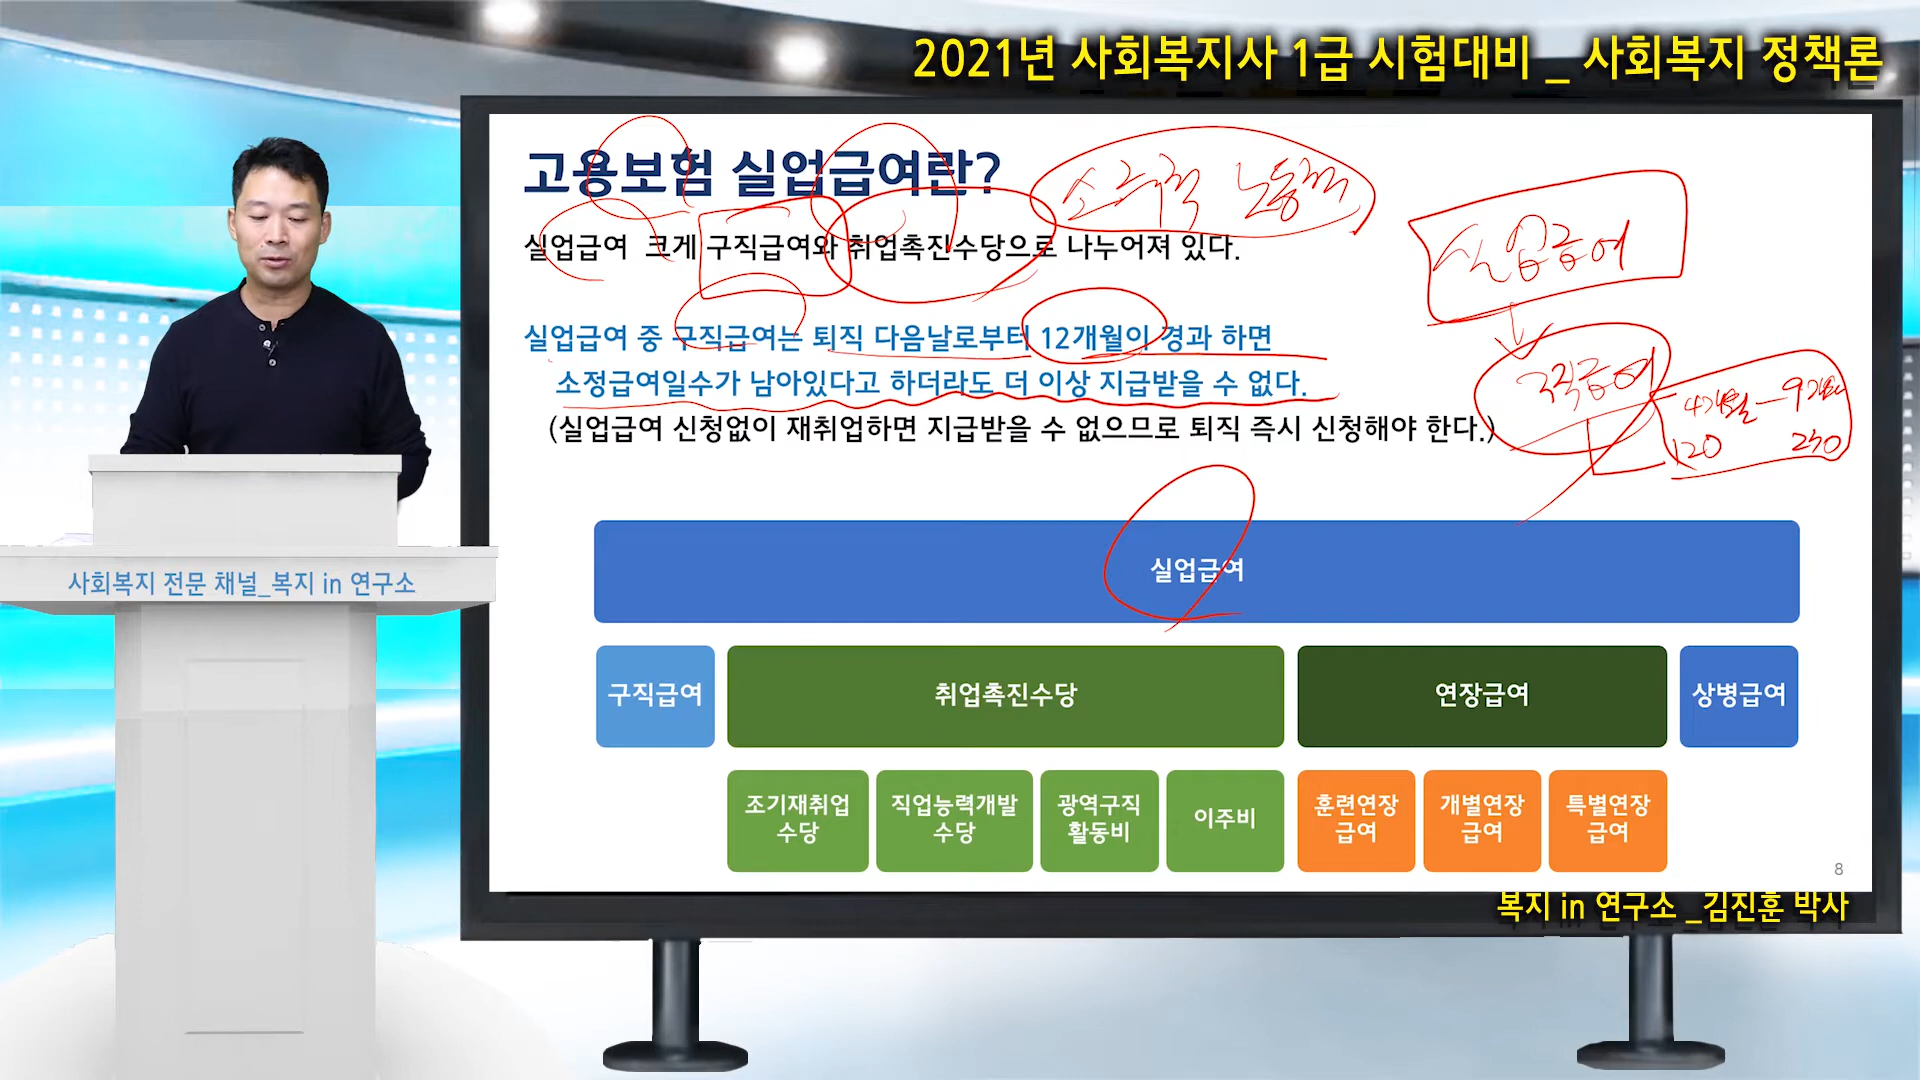 2021년 사회복지사 1급 시험대비 _ 사회복지 정책론
고용보험 실업급여란?
실업급여 크게 구직급여와 취업촉진수당으로 나누어져 있다.
실업급여
실업급여 중 구직급여는 퇴직 다음날로부터 12개월이 경과 하면
소정급여일수가 남아있다고 하더라도 더 이상 지급받을 수 없다.
(실업급여 신청없이 재취업하면 지급받을 수 없으므로 퇴직 즉시 신청해야 한다.)
구직급여
4개월 – 9개월
120
실업급여
구직급여
취업촉진수당
연장급여
상병급여
조기재취업
수당
직업능력개발
수당
광역구직
활동비
이주비
훈련연장
급여
개별연장
급여
특별연장
급여
8
사회복지 전문 채널_복지 in 연구소
복지 in 연구소 _김진훈 박사